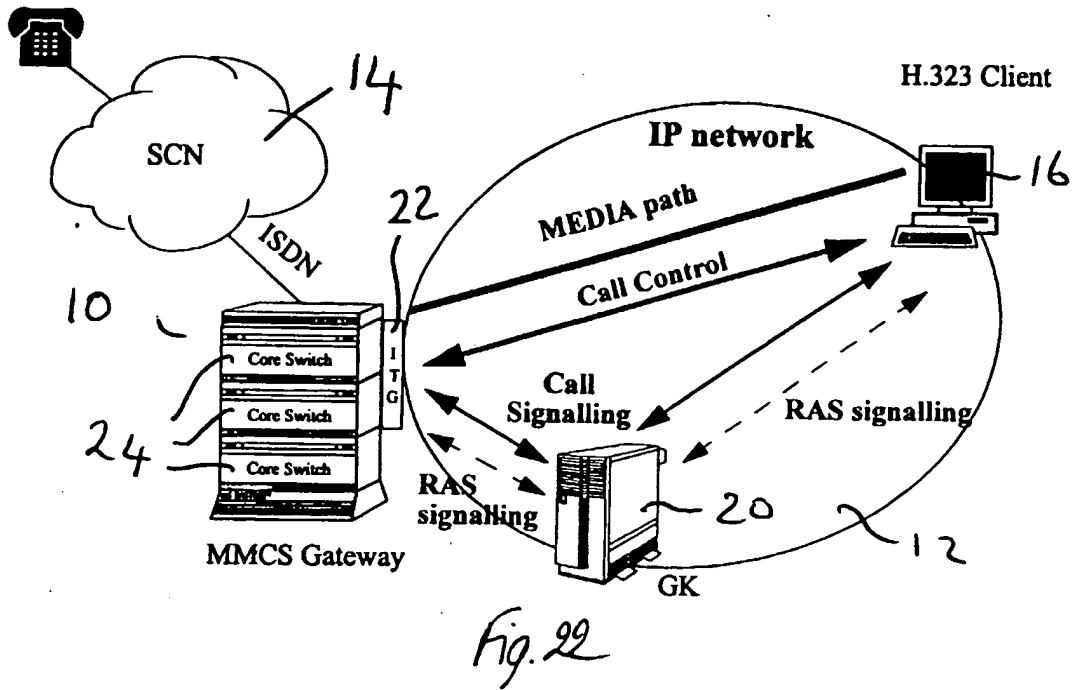 14
H.323 Client
SCN
IP network
16
MEDIA path
22
ISDN
Call Control
10
ITG
Core Switch
Core Switch
Core Switch
24
Call
Signalling
RAS signalling
RAS
signalling
20
12
MMCS Gateway
GK
Fig. 22